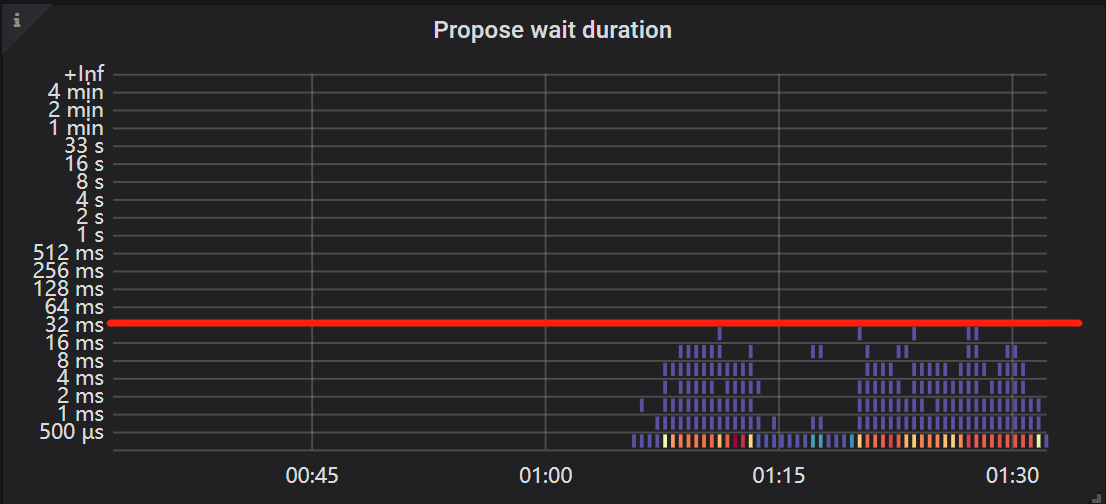 i
Propose wait duration
+Inf
4 min
2 min
1 min
33 s
16 s
8 s
4 s
2 s
1 s
512 ms
256 ms
128 ms
64 ms
32 ms
16 ms
8 ms
4 ms
2 ms
1 ms
500 µs
00:45 01:00 01:15 01:30